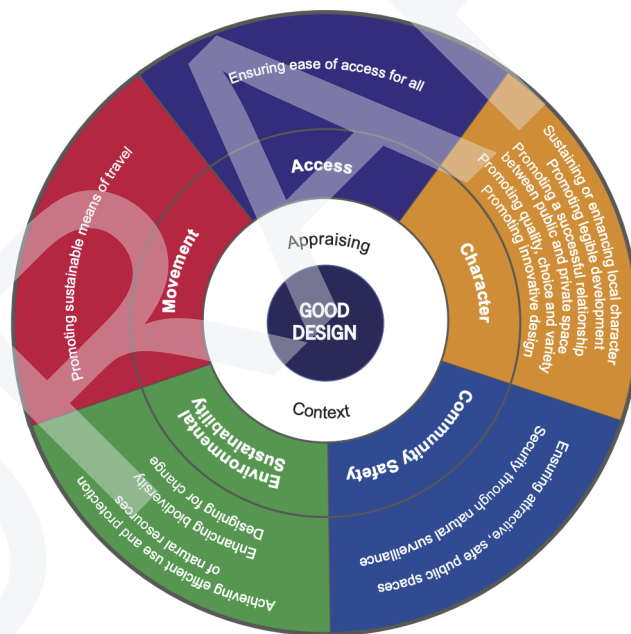 Ensuring ease of access for all
Access
Sustaining or enhancing local character
Promoting legible development
Promoting a successful relationship
between public and private space
Promoting quality, choice and variety
Promoting innovative design
Character
Ensuring attractive, safe public spaces
Security through natural surveillance
Community Safety
Achieving efficient use and protection
of natural resources
Enhancing biodiversity
Designing for change
Environmental
Sustainability
Promoting sustainable means of travel
Movement
Appraising
GOOD
DESIGN
Context